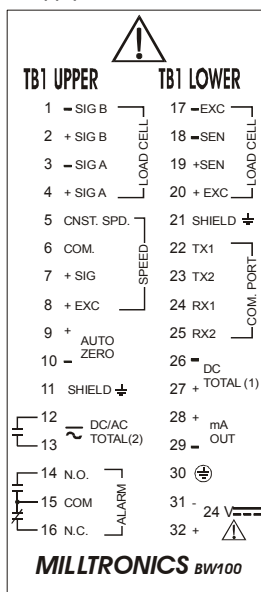 TB1 UPPER
1 - SIG B
2 + SIG B
3 - SIG A
4 + SIG A
LOAD CELL
5 CNST. SPD.
6 COM.
7 + SIG
8 + EXC
SPEED
9 +
10 -
AUTO
ZERO
11 SHIELD
12
13
DC/AC
TOTAL(2)
14 N.O.
15 COM
16 N.C.
ALARM
TB1 LOWER
17 -EXC
18 -SEN
19 +SEN
20 + EXC
LOAD CELL
21 SHIELD
22 TX1
23 TX2
24 RX1
25 RX2
COM. PORT
26 -
27 +
DC
TOTAL (1)
28 +
29 -
mA
OUT
30
31 -
32 +
24 V
MILLTRONICS BW100